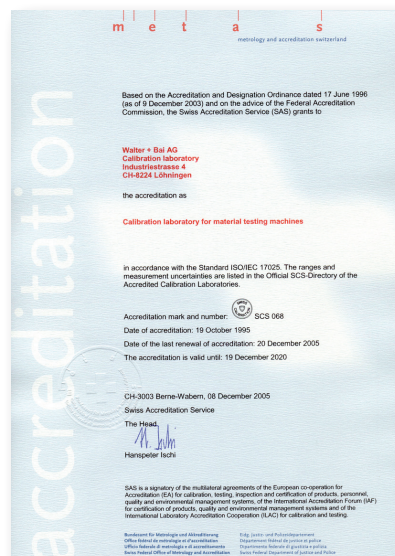 m e t a s
metrology and accreditation switzerland
Based on the Accreditation and Designation Ordinance dated 17 June 1996
(as of 9 December 2003) and on the advice of the Federal Accreditation
Commission, the Swiss Accreditation Service (SAS) grants to
Walter + Bai AG
Calibration laboratory
Industriestrasse 4
CH-8224 Löhningen
the accreditation as
Calibration laboratory for material testing machines
in accordance with the Standard ISO/IEC 17025. The ranges and
measurement uncertainties are listed in the Official SCS-Directory of the
Accredited Calibration Laboratories.
Accreditation mark and number: SCS 068
Date of accreditation: 19 October 1995
Date of the last renewal of accreditation: 20 December 2005
The accreditation is valid until: 19 December 2020
CH-3003 Berne-Wabern, 08 December 2005
Swiss Accreditation Service
The Head
Hanspeter Ischi
SAS is a signatory of the multilateral agreements of the European co-operation for
Accreditation (EA) for calibration, testing, inspection and certification of products, personnel,
quality and environmental management systems, of the International Accreditation Forum (IAF)
for certification of products, quality and environmental management systems and of the
International Laboratory Accreditation Cooperation (ILAC) for calibration and testing.
Bundesamt für Metrologie und Akkreditierung
Office fédéral de métrologie et d'accréditation
Ufficio federale di metrologia e di accreditamento
Swiss Federal Office of Metrology and Accreditation
Eidg. Justiz- und Polizeidepartement
Département fédéral de justice et police
Dipartimento federale di giustizia e polizia
Swiss Federal Department of Justice and Police
accreditation